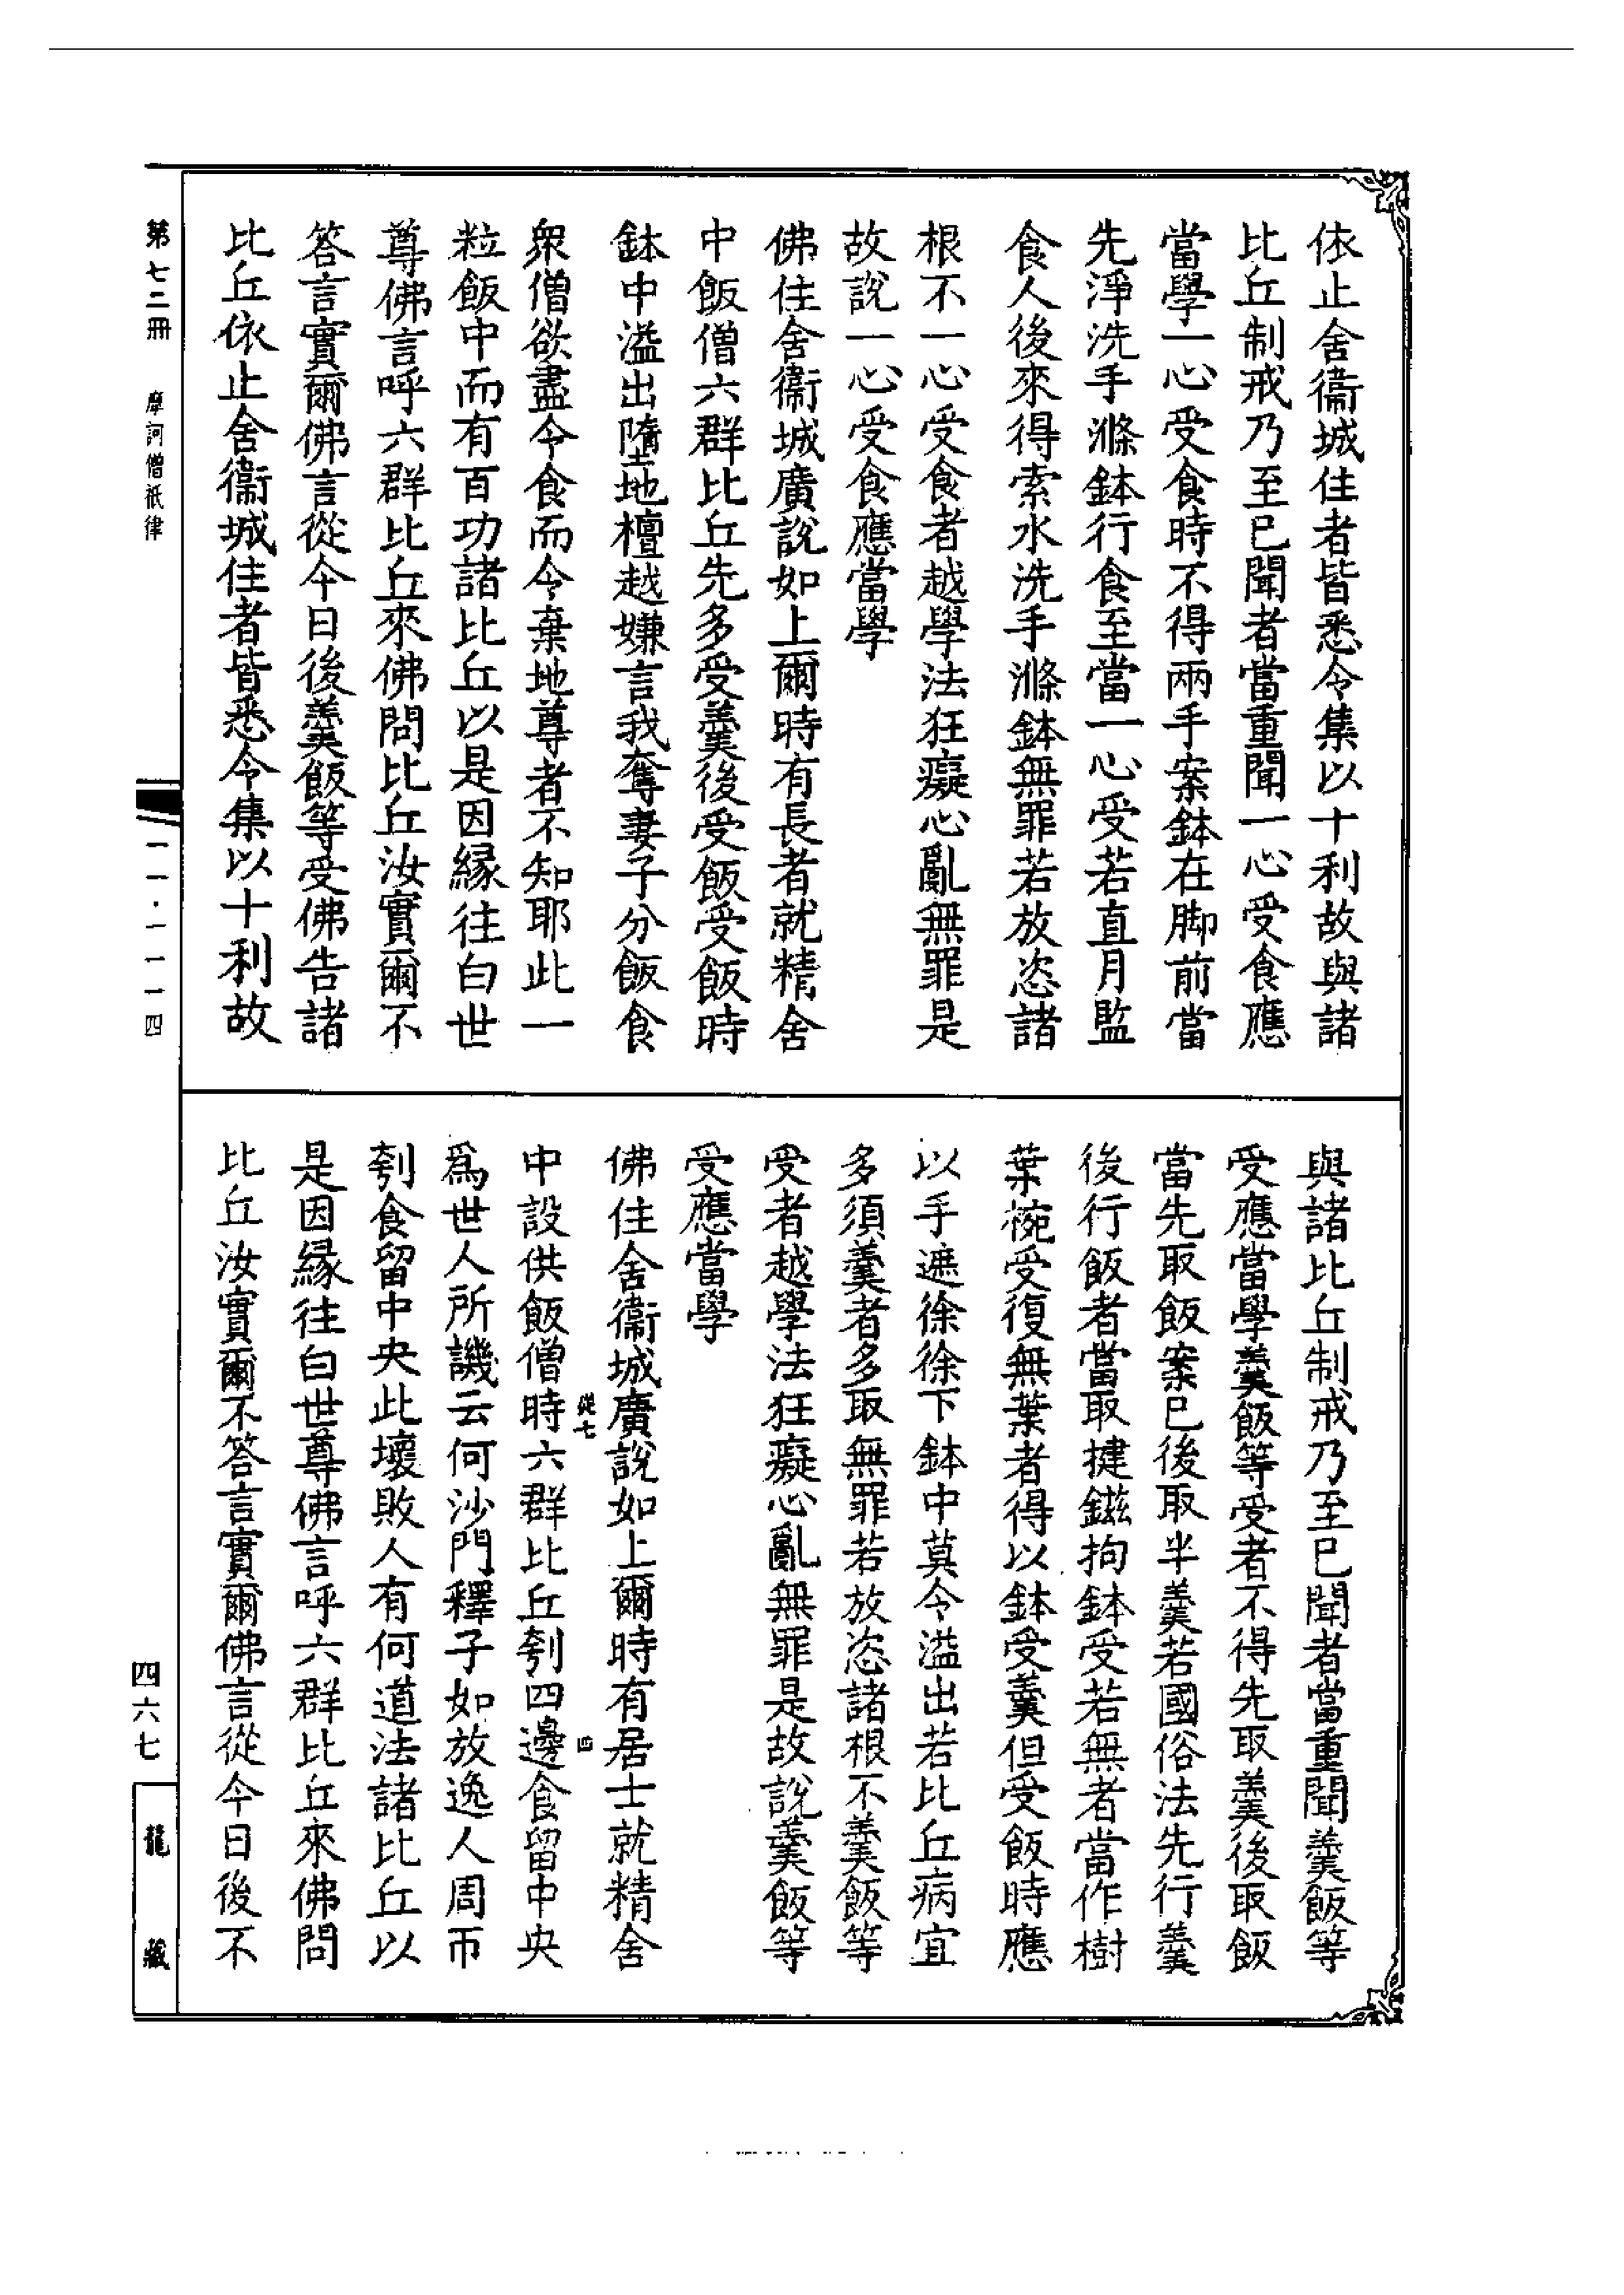 依止舍衞城住者皆悉令集以十利故與諸
比丘制戒乃至已聞者當重聞一心受食應
當學一心受食時不得兩手案鉢在脚前當
先淨洗手滌鉢行食至當一心受若直月監
食人後來得索水洗手滌鉢無罪若放恣諸
根不一心受食者越學法狂癡心亂無罪是
故說一心受食應當學
佛住舍衞城廣說如上爾時有長者就精舍
中飯僧六群比丘先多受羹後受飯受飯時
鉢中溢出墮地檀越嫌言我奪妻子分飯食
衆僧欲盡令食而令棄地尊者不知耶此一
粒飯中而有百功諸比丘以是因緣往白世
尊佛言呼六群比丘來佛問比丘汝實爾不
答言實爾佛言從今日後羹飯等受佛告諸
比丘依止舍衞城住者皆悉令集以十利故
與諸比丘制戒乃至已聞者當重聞羹飯等
受應當學羹飯等受者不得先取羹後取飯
當先取飯案已後取半羹若國俗法先行羹
後行飯者當取揵鎡拘鉢受若無者當作樹
葉椀受復無葉者得以鉢受羹但受飯時應
以手遮徐徐下鉢中莫令溢出若比丘病宜
多須羹者多取無罪若放恣諸根不羹飯等
受者越學法狂癡心亂無罪是故說羹飯等
受應當學
佛住舍衞城廣說如上爾時有居士就精舍
從七 四
中設供飯僧時六群比丘刳四邊食留中央
爲世人所譏云何沙門釋子如放逸人周帀
刳食留中央此壞敗人有何道法諸比丘以
是因緣往白世尊佛言呼六群比丘來佛問
比丘汝實爾不答言實爾佛言從今日後不
第七二冊 摩訶僧祇律 一一·一一一四
四六七 龍藏